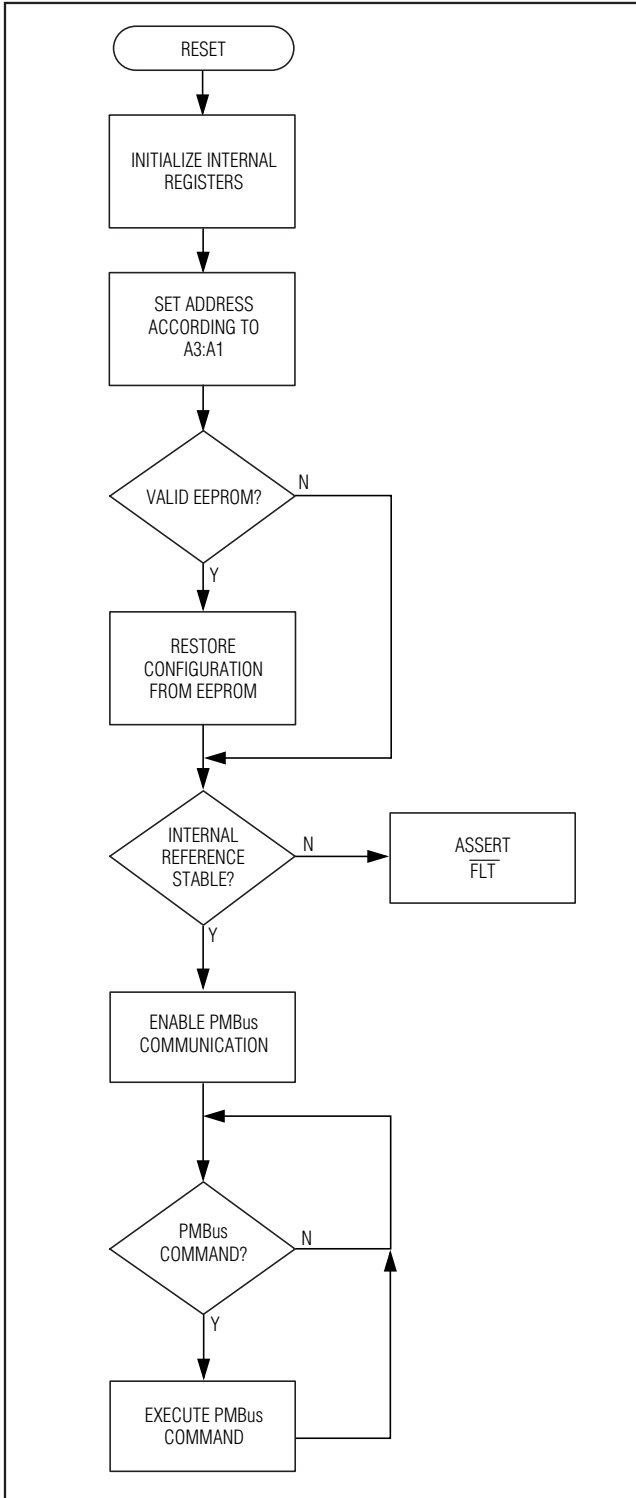 RESET
INITIALIZE INTERNAL
REGISTERS
SET ADDRESS
ACCORDING TO
A3:A1
VALID EEPROM?
N
Y
RESTORE
CONFIGURATION
FROM EEPROM
INTERNAL
REFERENCE
STABLE?
N
Y
ASSERT
FLT
ENABLE PMBus
COMMUNICATION
PMBus
COMMAND?
N
Y
EXECUTE PMBus
COMMAND